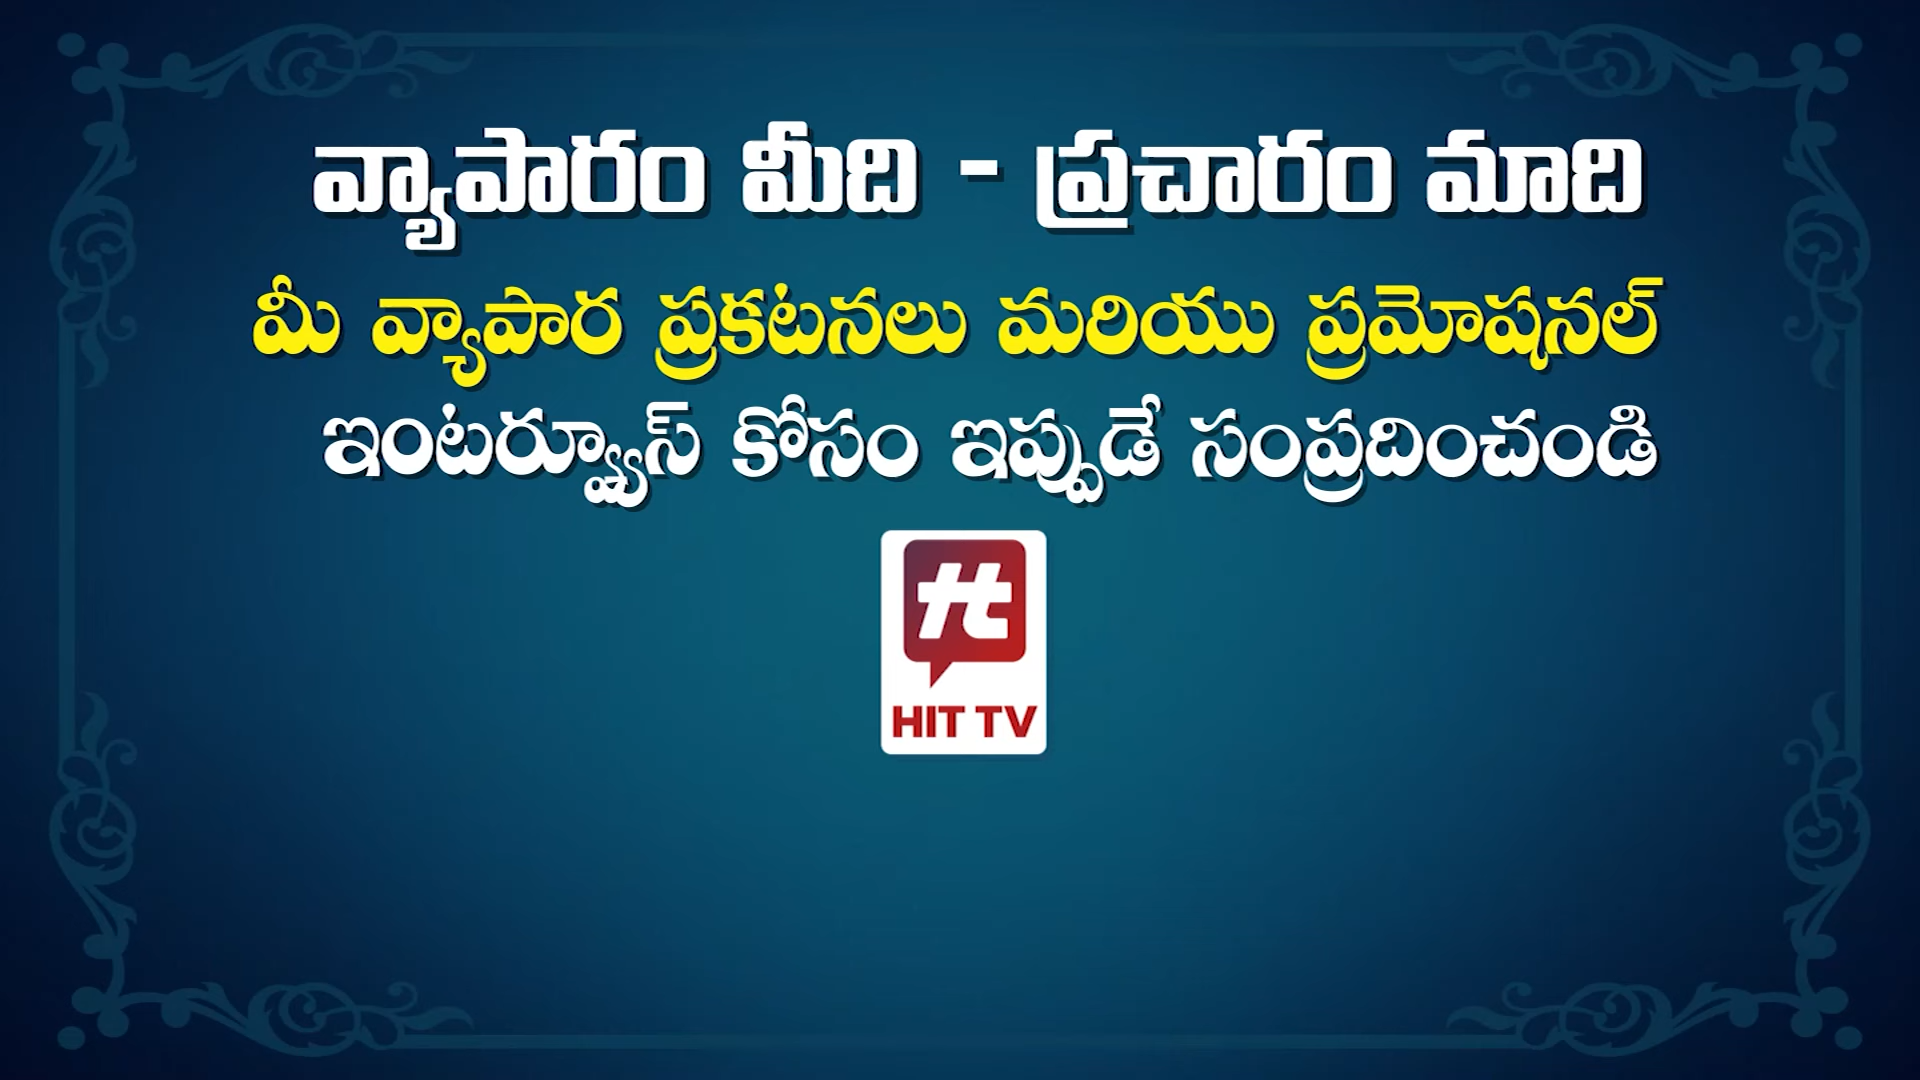 వ్యాపారం మీది - ప్రచారం మాది
మీ వ్యాపార ప్రకటనలు మరియు ప్రమోషనల్
ఇంటర్వ్యూస్ కోసం ఇప్పుడే సంప్రదించండి
HIT TV